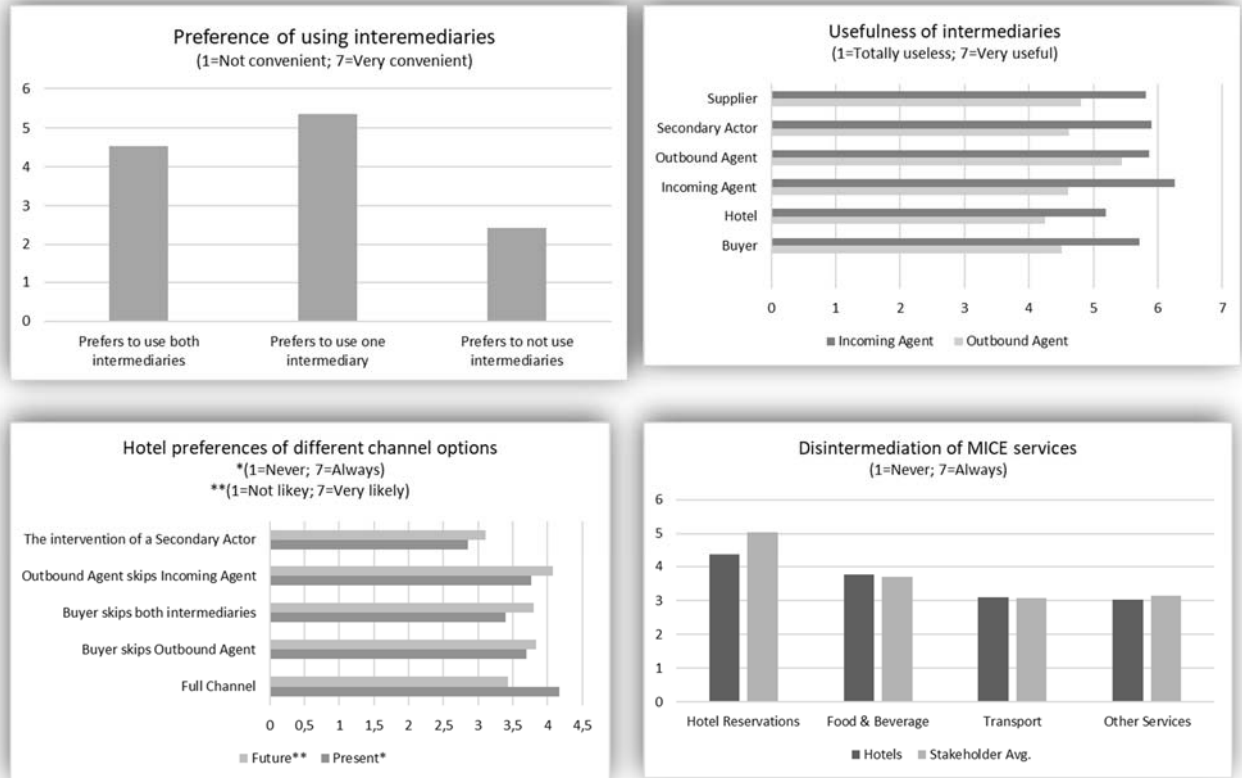 Preference of using interemediaries
(1=Not convenient; 7=Very convenient)
6
5
4
3
2
1
0
Prefers to use both
intermediaries
Prefers to use one
intermediary
Prefers to not use
intermediaries
Usefulness of intermediaries
(1=Totally useless; 7=Very useful)
Supplier
Secondary Actor
Outbound Agent
Incoming Agent
Hotel
Buyer
0 1 2 3 4 5 6 7
Incoming Agent Outbound Agent
Hotel preferences of different channel options
*(1=Never; 7=Always)
**(1=Not likey; 7=Very likely)
The intervention of a Secondary Actor
Outbound Agent skips Incoming Agent
Buyer skips both intermediaries
Buyer skips Outbound Agent
Full Channel
0 0,5 1 1,5 2 2,5 3 3,5 4 4,5
Future** Present*
Disintermediation of MICE services
(1=Never; 7=Always)
6
5
4
3
2
1
0
Hotel Reservations Food & Beverage Transport Other Services
Hotels Stakeholder Avg.